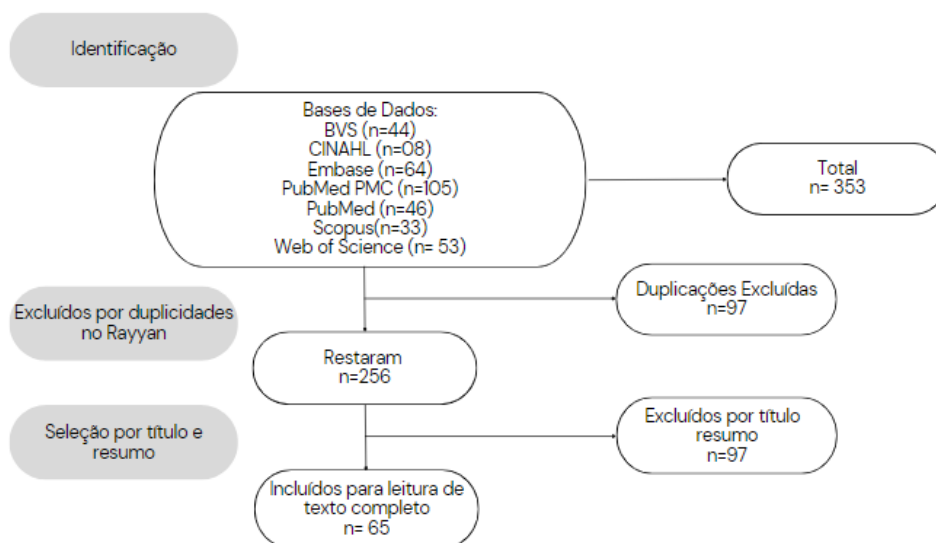 Identificação
Bases de Dados:
BVS (n=44)
CINAHL (n=08)
Embase (n=64)
PubMed PMC (n=105)
PubMed (n=46)
Scopus(n=33)
Web of Science (n= 53)
Total
n= 353
Excluídos por duplicidades
no Rayyan
Duplicações Excluídas
n=97
Restaram
n=256
Seleção por título e
resumo
Excluídos por título
resumo
n=97
Incluídos para leitura de
texto completo
n= 65